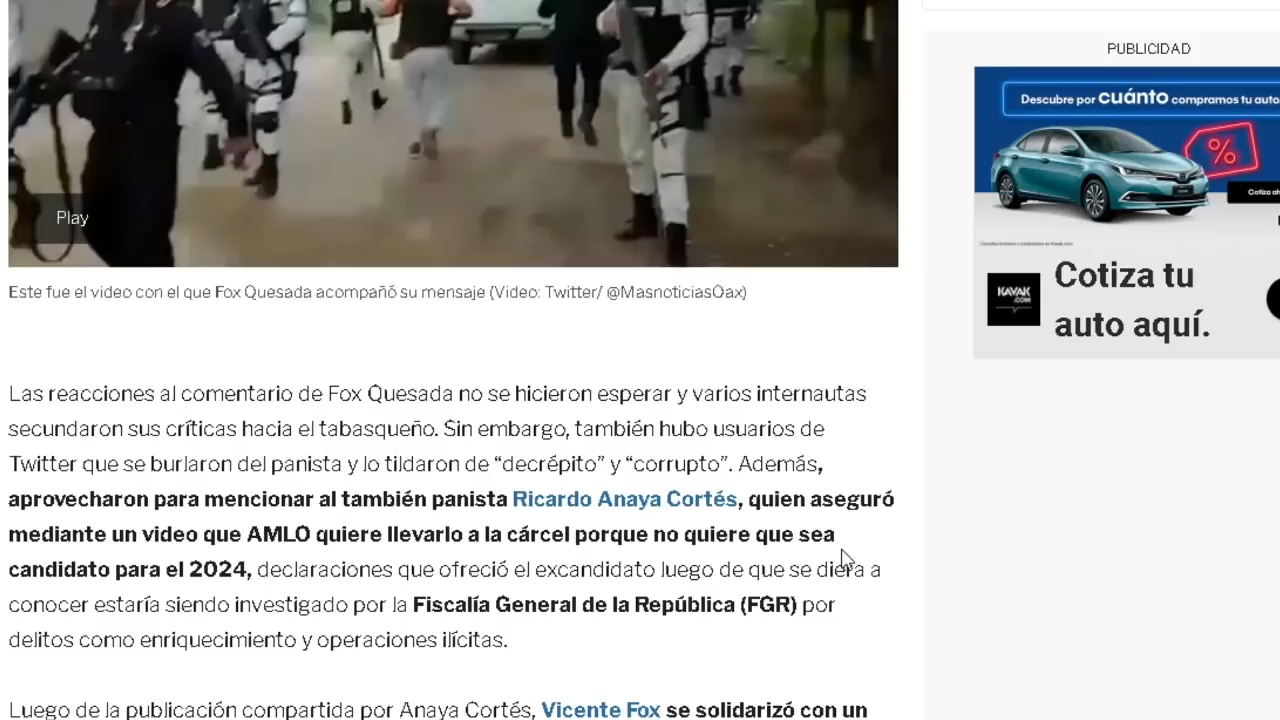 PUBLICIDAD
Descubre por cuánto compramos tu auto
%
Play
Este fue el video con el que Fox Quesada acompañó su mensaje (Video: Twitter/ @MasnoticiasOax)
KAVAK
.COM
Cotiza tu
auto aquí.
Las reacciones al comentario de Fox Quesada no se hicieron esperar y varios internautas
secundaron sus críticas hacia el tabasqueño. Sin embargo, también hubo usuarios de
Twitter que se burlaron del panista y lo tildaron de “decrépito” y “corrupto”. Además,
aprovecharon para mencionar al también panista Ricardo Anaya Cortés, quien aseguró
mediante un video que AMLO quiere llevarlo a la cárcel porque no quiere que sea
candidato para el 2024, declaraciones que ofreció el excandidato luego de que se diera a
conocer estaría siendo investigado por la Fiscalía General de la República (FGR) por
delitos como enriquecimiento y operaciones ilícitas.
Luego de la publicación compartida por Anaya Cortés, Vicente Fox se solidarizó con un